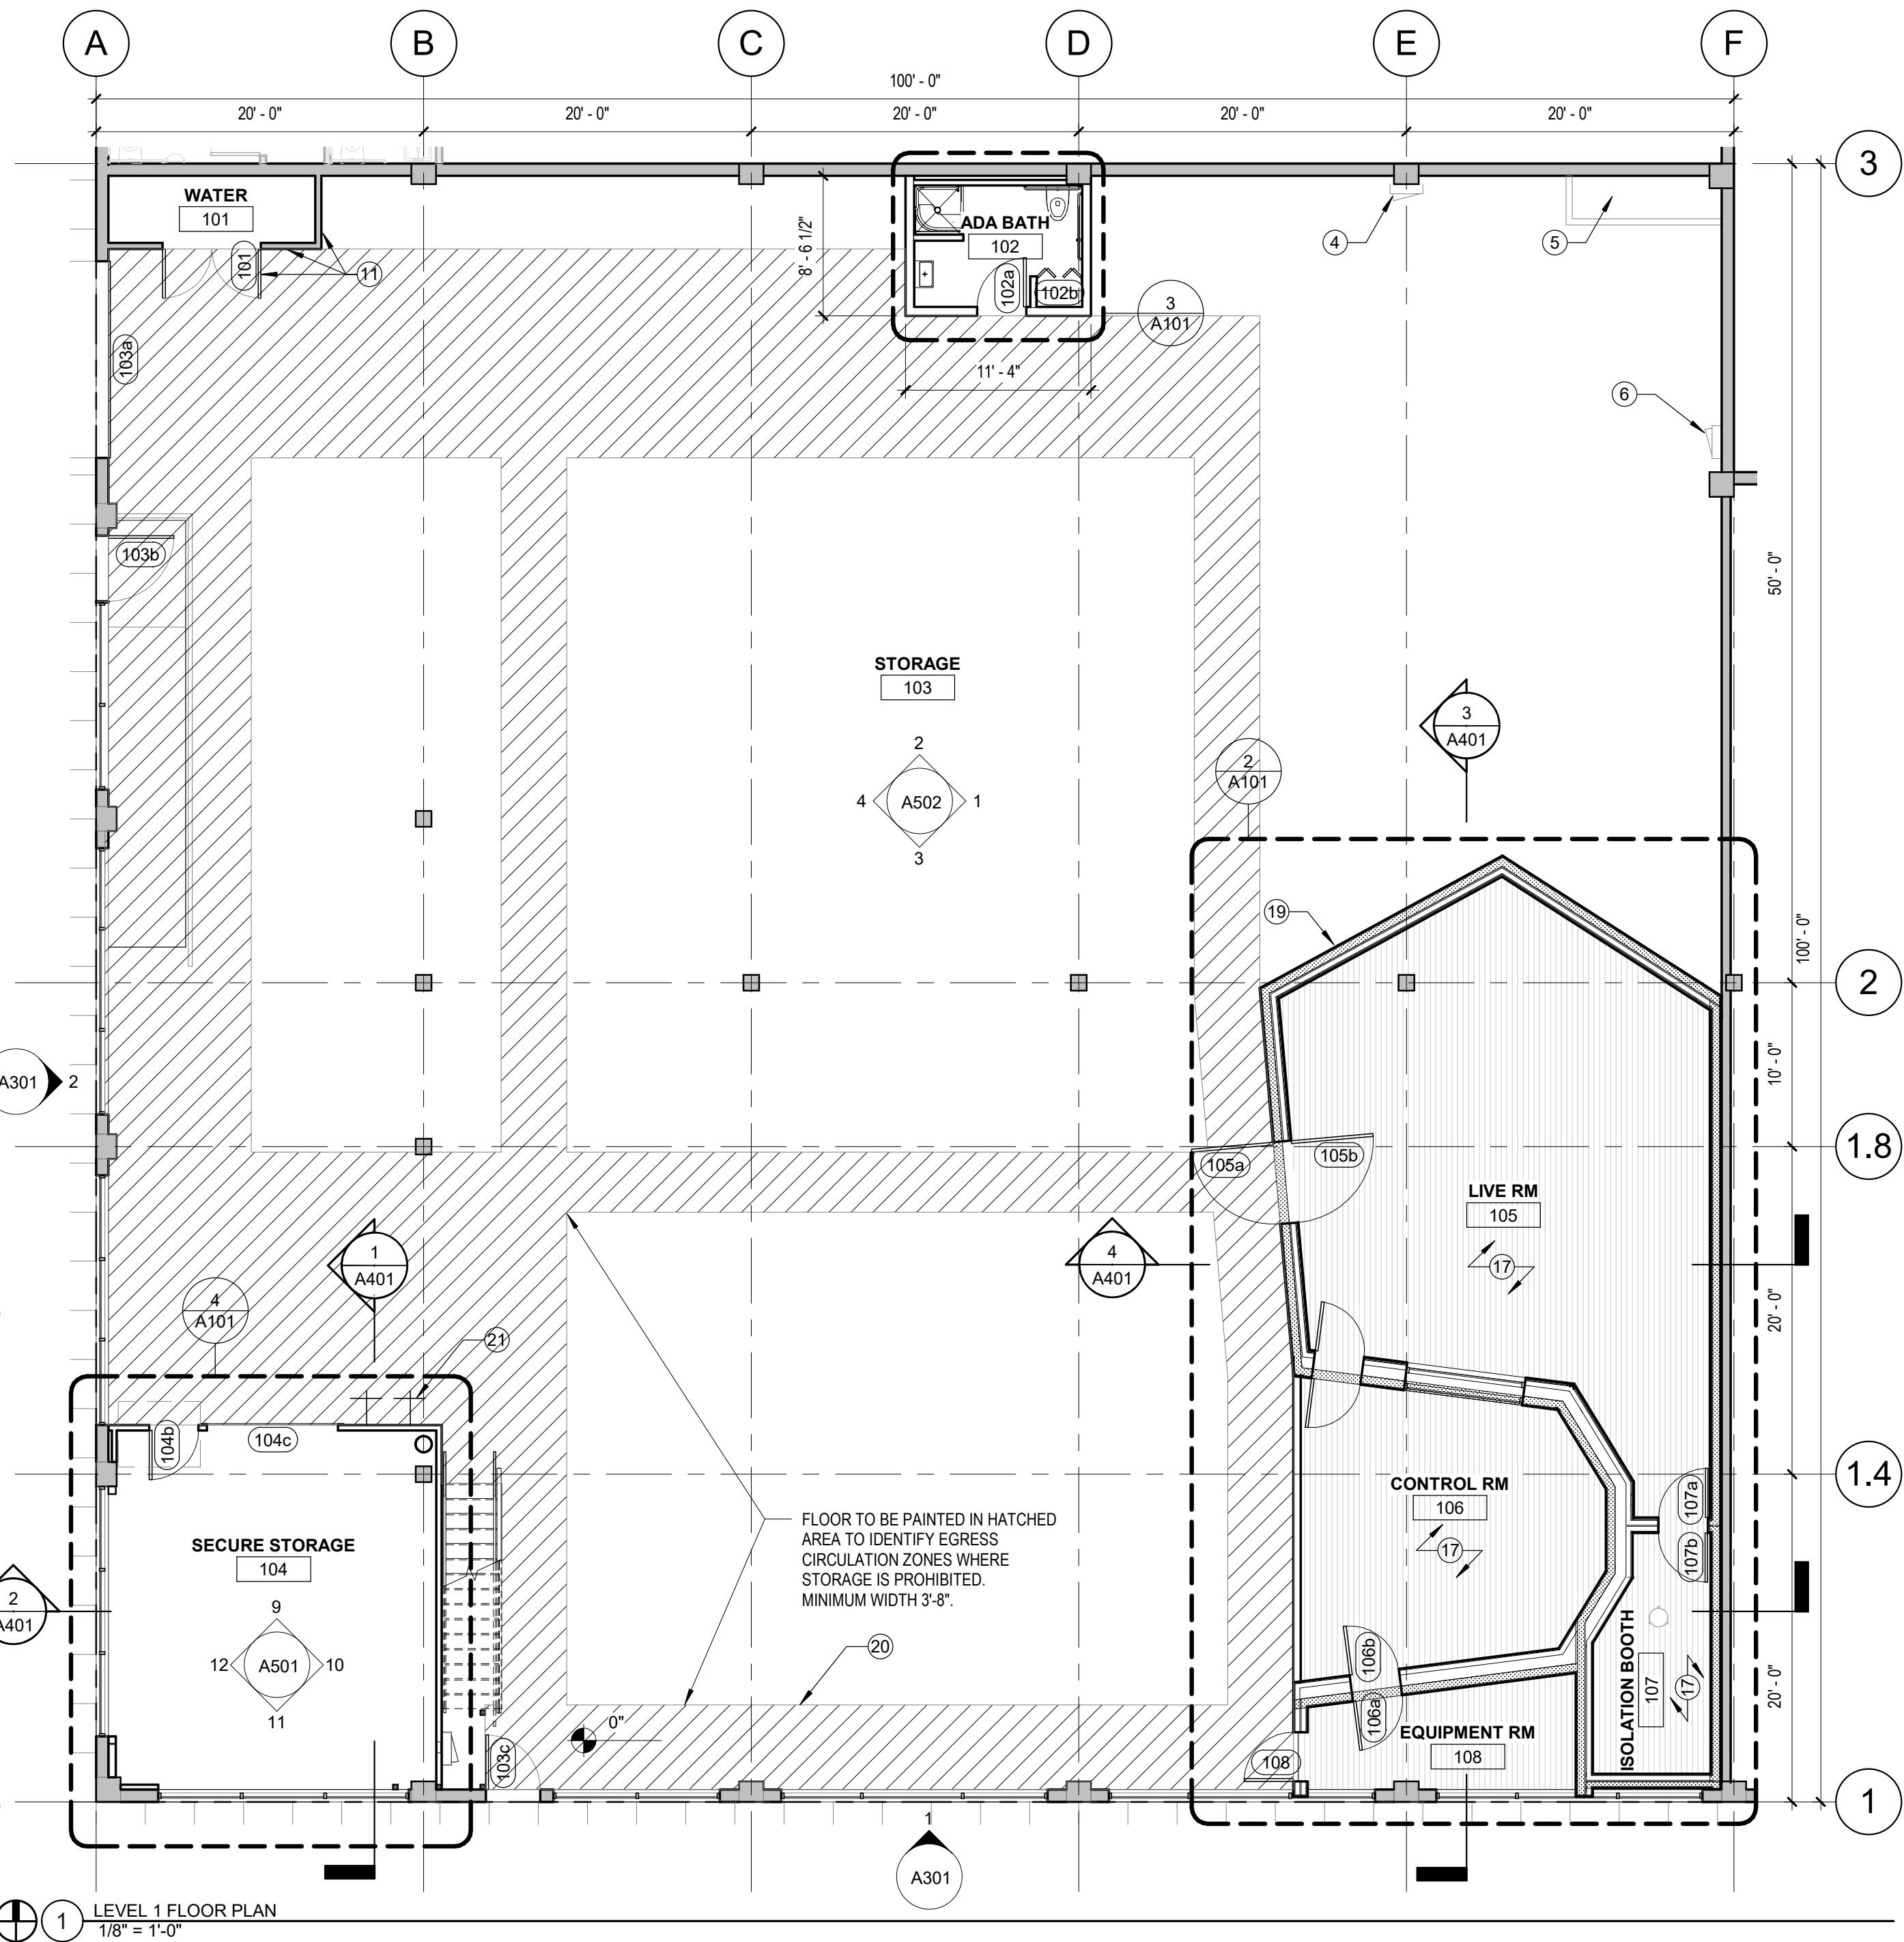 A B C D E F
100' - 0"
20' - 0" 20' - 0" 20' - 0" 20' - 0" 20' - 0"
3
WATER
101
101
11
8' - 6 1/2"
ADA BATH
102
102a
102b
4
5
3
A101
103a
11' - 4"
6
103b
50' - 0"
STORAGE
103
2
4 A502 1
3
3
A401
2
A101
19
100' - 0"
2
A301 2
10' - 0"
1.8
105a 105b
LIVE RM
105
17
1
A401
4
A401
4
A101
21
20' - 0"
104b
104c
1.4
CONTROL RM
106
17
107a
107b
FLOOR TO BE PAINTED IN HATCHED
AREA TO IDENTIFY EGRESS
CIRCULATION ZONES WHERE
STORAGE IS PROHIBITED.
MINIMUM WIDTH 3'-8".
SECURE STORAGE
104
2
A401
9
12 A501 10
11
20
106b
106a
ISOLATION BOOTH
107
17
20' - 0"
0"
103c
EQUIPMENT RM
108
108
1
1
A301
1 LEVEL 1 FLOOR PLAN
1/8" = 1'-0"